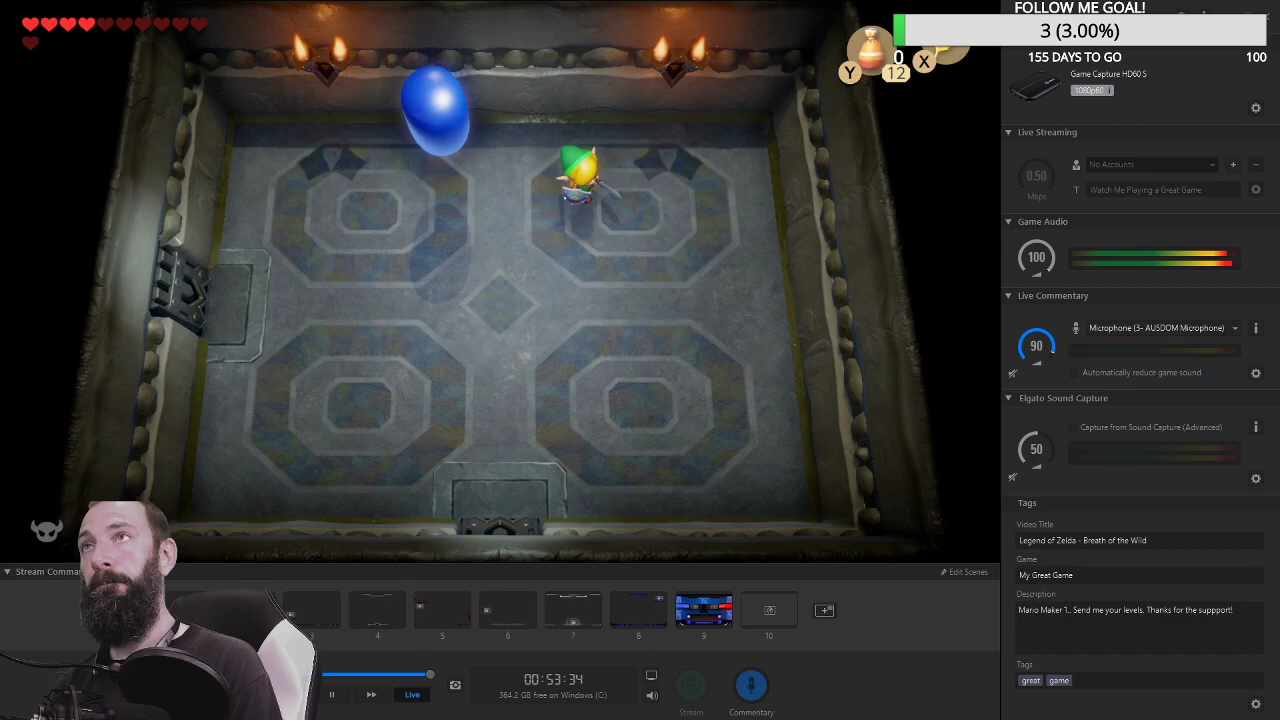 FOLLOW ME GOAL!
3 (3.00%)
0
155 DAYS TO GO
100
Y
12
X
Game Capture HD60 S
1080p60
Live Streaming
0.50
Mbps
No Accounts
T
Watch Me Playing a Great Game
Game Audio
100
Live Commentary
90
Microphone (3- AUSDOM Microphone)
Automatically reduce game sound
Elgato Sound Capture
50
Capture from Sound Capture (Advanced)
Tags
Video Title
Legend of Zelda - Breath of the Wild
Game
My Great Game
Description
Mario Maker 1.. Send me your levels. Thanks for the suppport!
Tags
great
game
Edit Scenes
3
4
5
6
7
8
9
10
Live
00:53:34
364.2 GB free on Windows (C)
Stream
Commentary